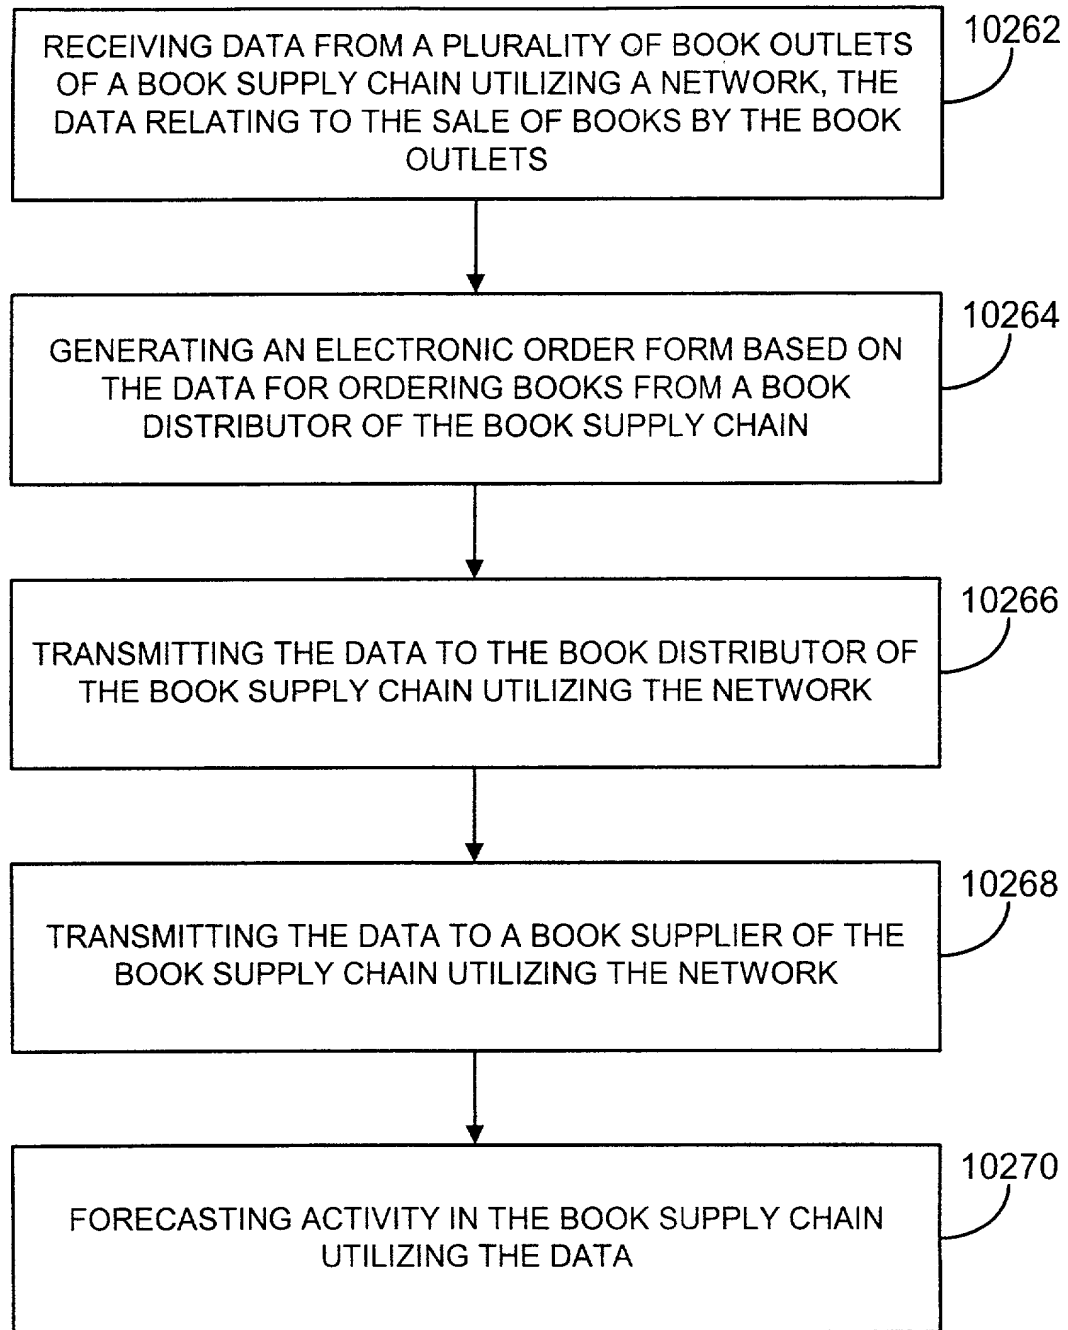 10262
RECEIVING DATA FROM A PLURALITY OF BOOK OUTLETS
OF A BOOK SUPPLY CHAIN UTILIZING A NETWORK, THE
DATA RELATING TO THE SALE OF BOOKS BY THE BOOK
OUTLETS
10264
GENERATING AN ELECTRONIC ORDER FORM BASED ON
THE DATA FOR ORDERING BOOKS FROM A BOOK
DISTRIBUTOR OF THE BOOK SUPPLY CHAIN
10266
TRANSMITTING THE DATA TO THE BOOK DISTRIBUTOR OF
THE BOOK SUPPLY CHAIN UTILIZING THE NETWORK
10268
TRANSMITTING THE DATA TO A BOOK SUPPLIER OF THE
BOOK SUPPLY CHAIN UTILIZING THE NETWORK
10270
FORECASTING ACTIVITY IN THE BOOK SUPPLY CHAIN
UTILIZING THE DATA